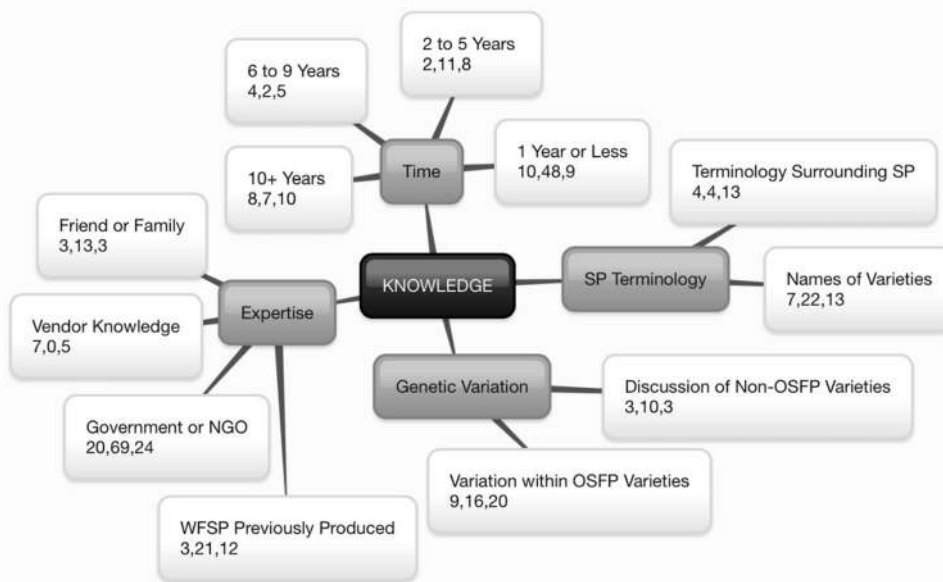 2 to 5 Years
2,11,8
6 to 9 Years
4,2,5
Time
1 Year or Less
10,48,9
10+ Years
8,7,10
Terminology Surrounding SP
4,4,13
Friend or Family
3,13,3
KNOWLEDGE
SP Terminology
Names of Varieties
7,22,13
Expertise
Vendor Knowledge
7,0,5
Genetic Variation
Discussion of Non-OSFP Varieties
3,10,3
Government or NGO
20,69,24
Variation within OSFP Varieties
9,16,20
WFSP Previously Produced
3,21,12